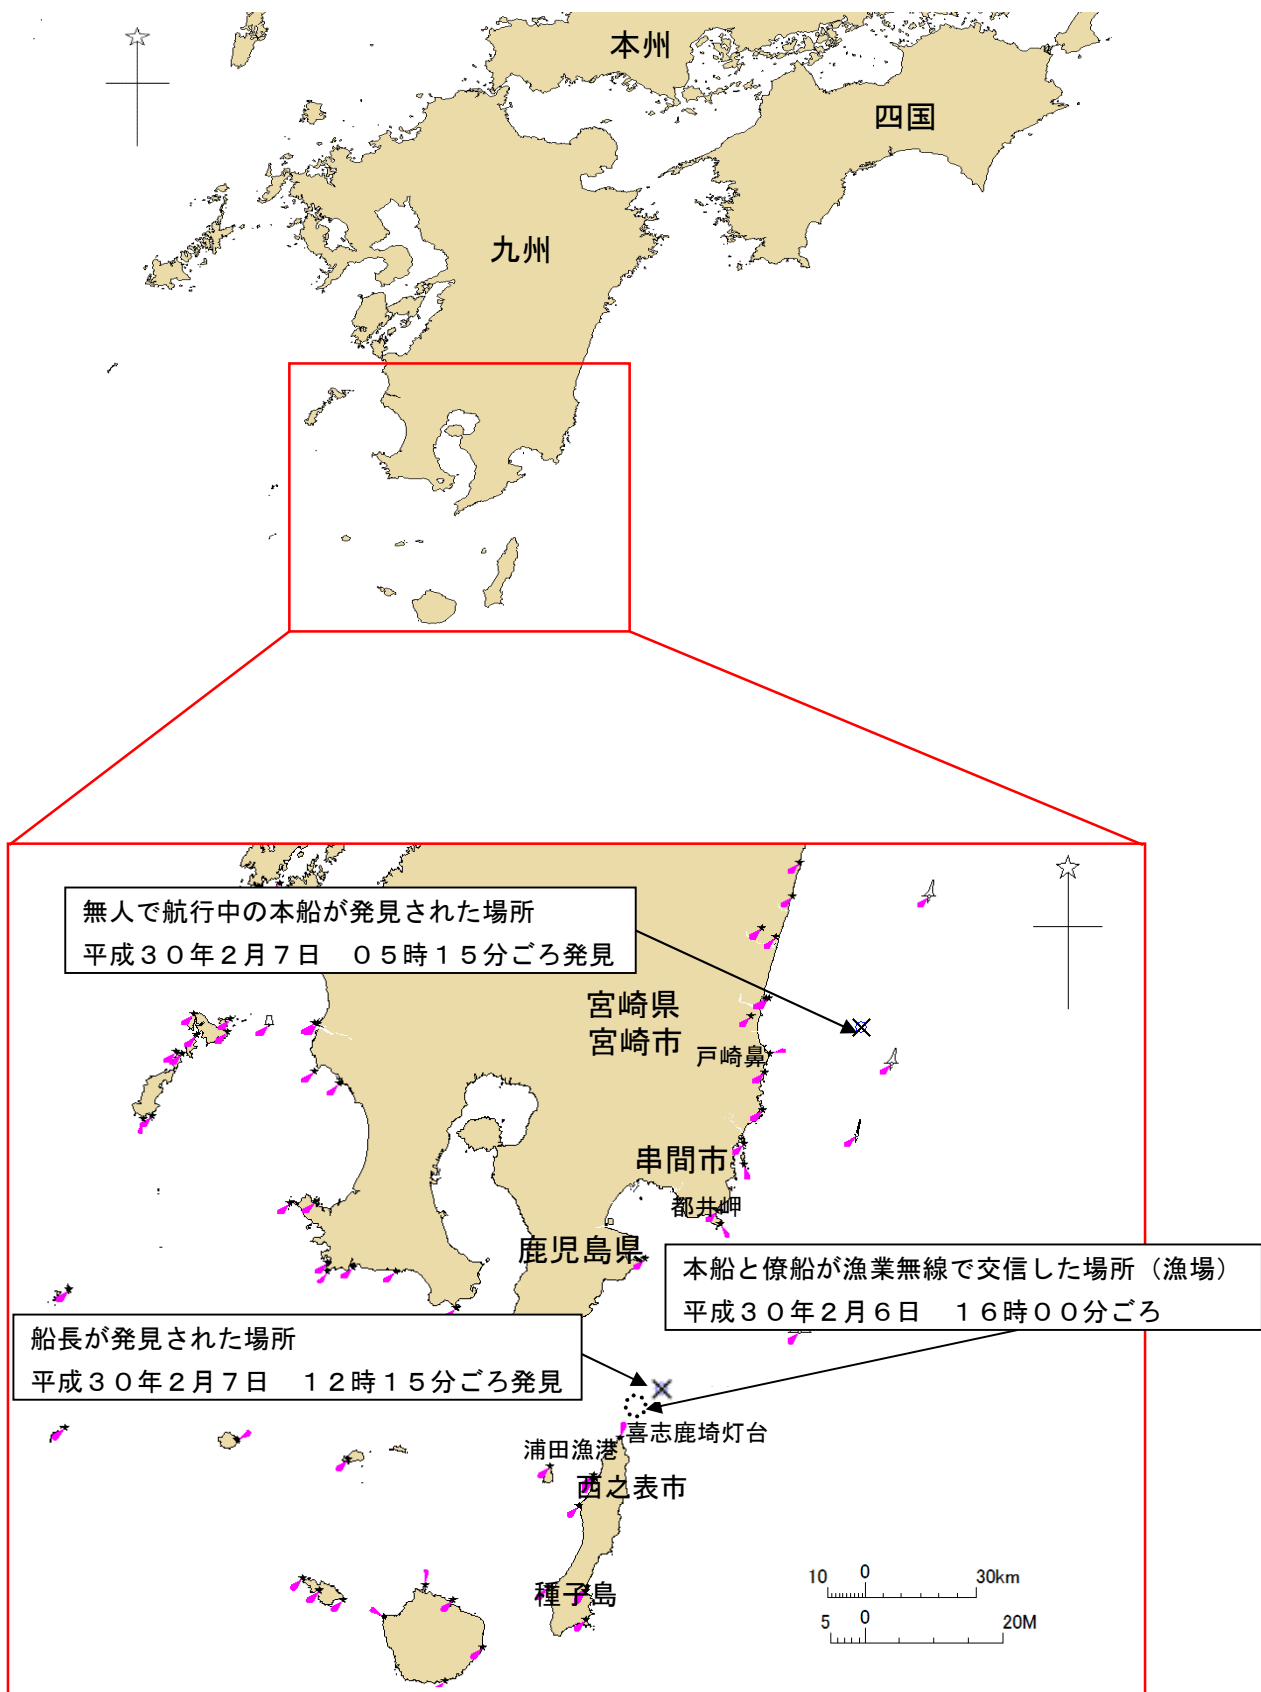 本州
四国
九州
無人で航行中の本船が発見された場所
平成３０年２月７日　０５時１５分ごろ発見
宮崎県
宮崎市
戸崎鼻
串間市
都井岬
鹿児島県
本船と僚船が漁業無線で交信した場所（漁場）
平成３０年２月６日　１６時００分ごろ
船長が発見された場所
平成３０年２月７日　１２時１５分ごろ発見
喜志鹿埼灯台
浦田漁港
西之表市
種子島
10 0 30km
5 0 20M